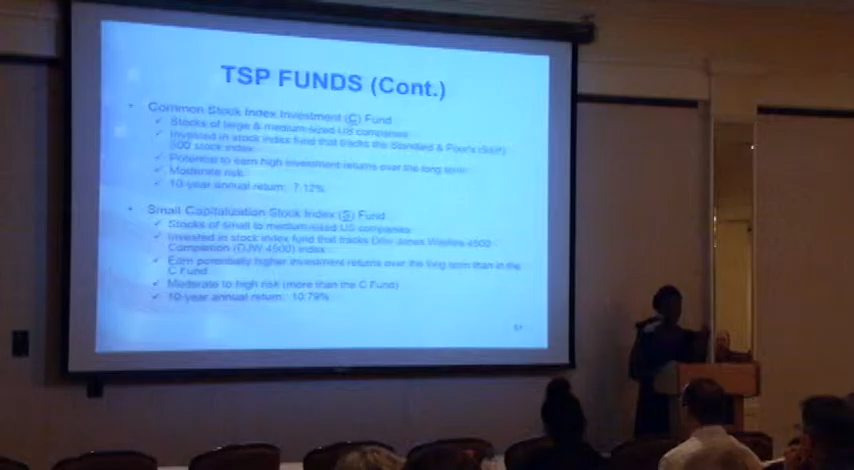 TSP FUNDS (Cont.)
• Common Stock Index Investment (C) Fund
✓ Stocks of large & medium-sized US companies
✓ Invested in stock index fund that tracks the Standard & Poor's (S&P)
500 stock index
✓ Potential to earn high investment returns over the long term
✓ Moderate risk
✓ 10-year annual return: 7.12%
• Small Capitalization Stock Index (S) Fund
✓ Stocks of small to medium-sized US companies
✓ Invested in stock index fund that tracks Dow Jones Wilshire 4500
Completion (DJW 4500) index
✓ Earn potentially higher investment returns over the long term than in the
C Fund
✓ Moderate to high risk (more than the C Fund)
✓ 10-year annual return: 10.79%